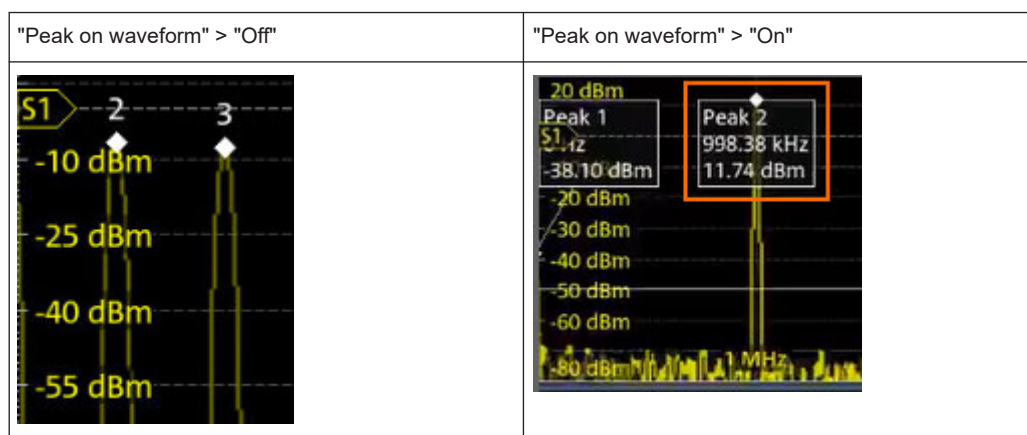 "Peak on waveform" > "Off"
"Peak on waveform" > "On"
S1
2
3
-10 dBm
-25 dBm
-40 dBm
-55 dBm
20 dBm
Peak 1
Hz
-38.10 dBm
S1
Peak 2
998.38 kHz
11.74 dBm
-20 dBm
-30 dBm
-40 dBm
-50 dBm
-60 dBm
-80 dBm
1 MHz